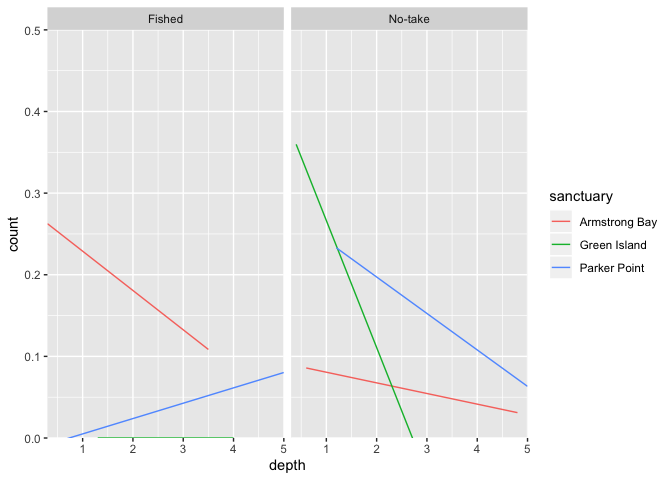 Fished
No-take
0.5
0.4
0.3
0.2
0.1
0.0
count
1 2 3 4 5
1 2 3 4 5
depth
sanctuary
Armstrong Bay
Green Island
Parker Point